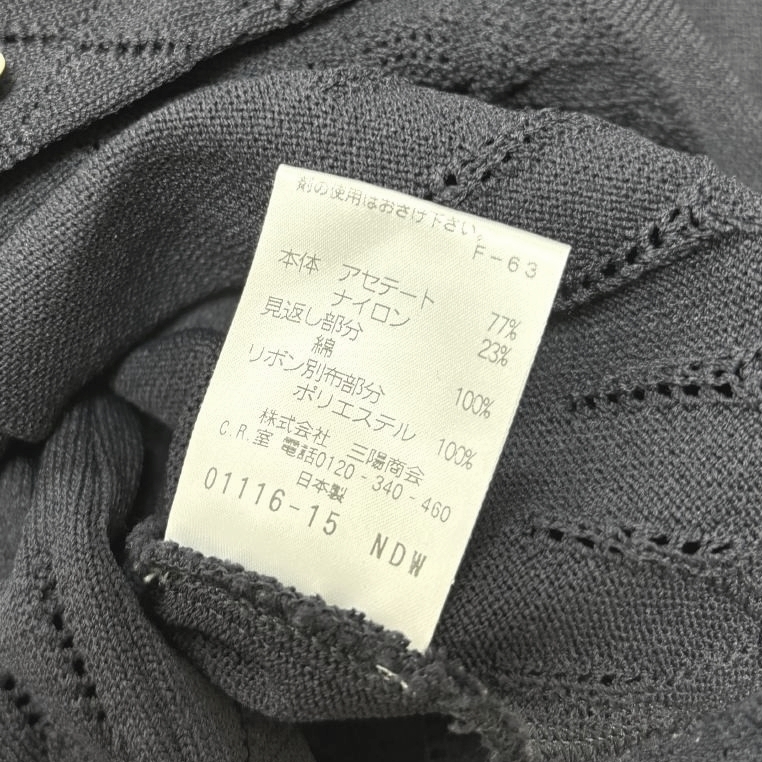 剤の使用はおさけ下さい。
F-63
本体 アセテート 77%
ナイロン 23%
見返し部分
綿 100%
リボン別布部分
ポリエステル 100%
株式会社 三陽商会
C.R.室 電話0120-340-460
日本製
01116-15 NDW